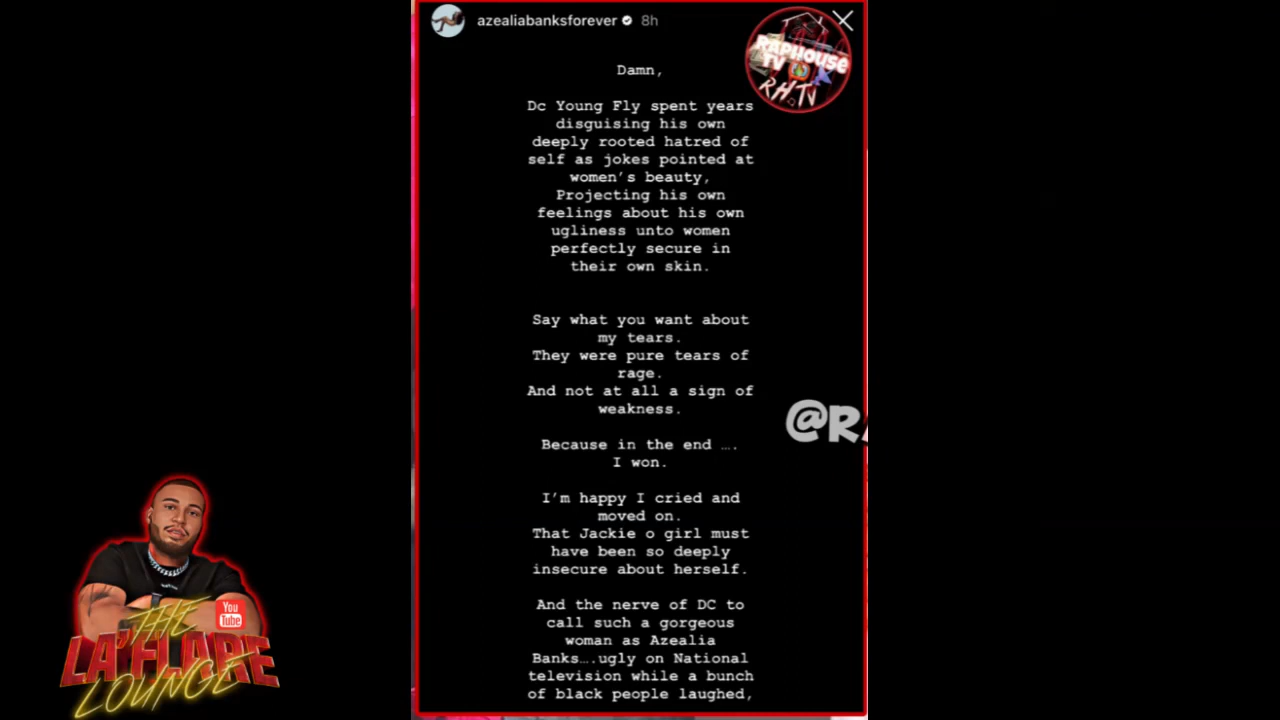 azealiabanksforever 8h
RAPHOUSE
TV
RH.TV
Damn,
Dc Young Fly spent years
disguising his own
deeply rooted hatred of
self as jokes pointed at
women's beauty,
Projecting his own
feelings about his own
ugliness unto women
perfectly secure in
their own skin.
Say what you want about
my tears.
They were pure tears of
rage.
And not at all a sign of
weakness.
Because in the end ….
I won.
I'm happy I cried and
moved on.
That Jackie o girl must
have been so deeply
insecure about herself.
And the nerve of DC to
call such a gorgeous
woman as Azealia
Banks….ugly on National
television while a bunch
of black people laughed,
@RA
You
Tube
THE
LA'FLARE
LOUNGE